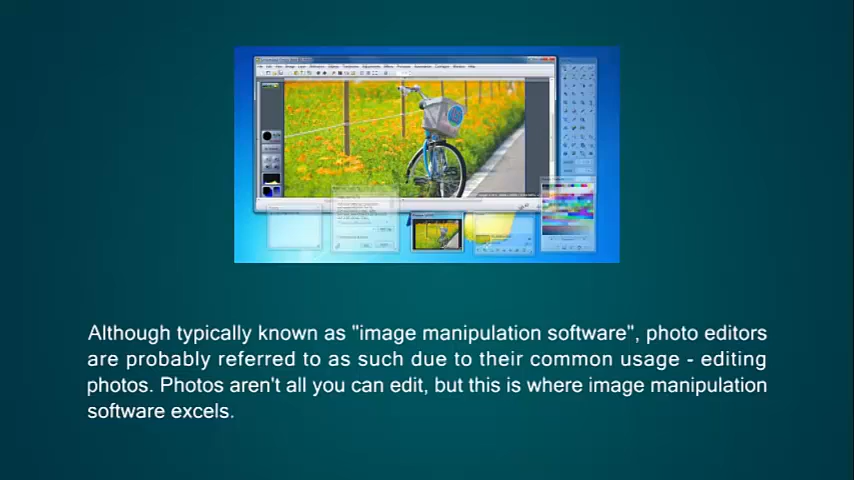 Although typically known as "image manipulation software", photo editors
are probably referred to as such due to their common usage - editing
photos. Photos aren't all you can edit, but this is where image manipulation
software excels.